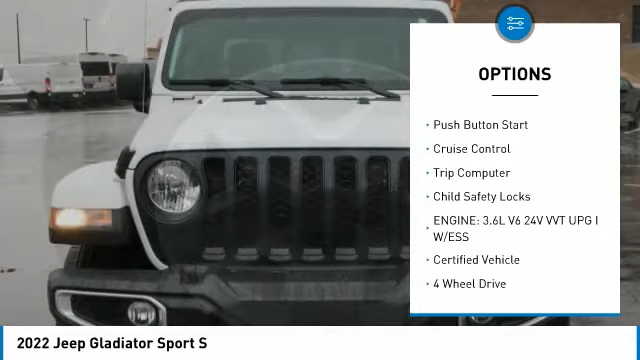 OPTIONS
Push Button Start
Cruise Control
Trip Computer
Child Safety Locks
ENGINE: 3.6L V6 24V VVT UPG I
W/ESS
Certified Vehicle
4 Wheel Drive
2022 Jeep Gladiator Sport S